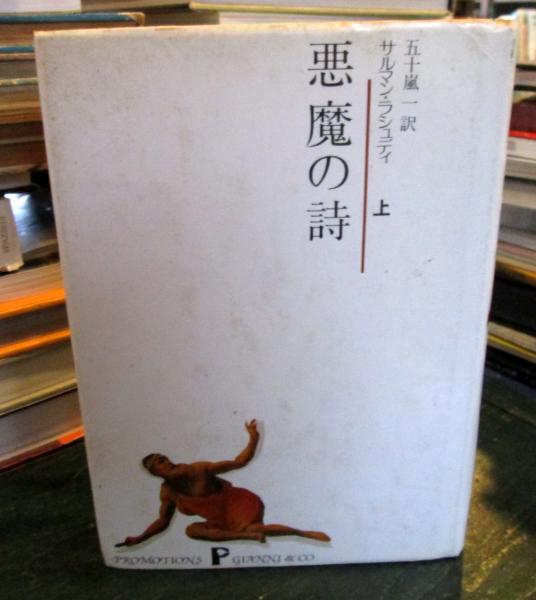 五十嵐一 訳
サルマン・ラシュディ
上
悪魔の詩
PROMOTIONS P GIANNI & CO